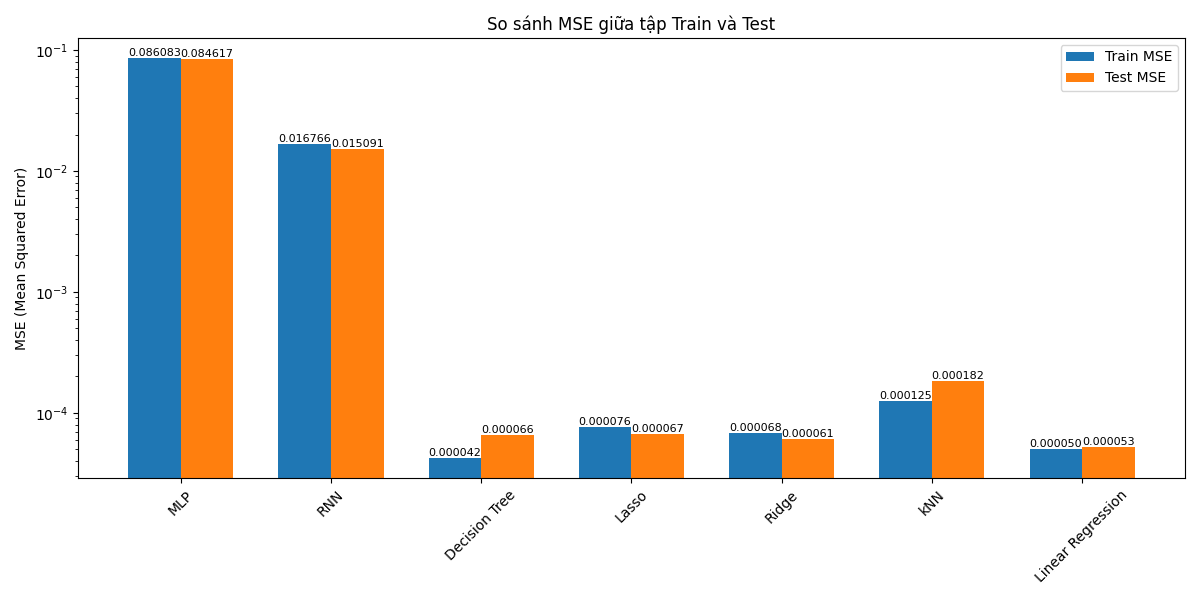 So sánh MSE giữa tập Train và Test
MSE (Mean Squared Error)
10⁻¹
10⁻²
10⁻³
10⁻⁴
Train MSE
Test MSE
0.086083
0.084617
0.016766
0.015091
0.000042
0.000066
0.000076
0.000067
0.000068
0.000061
0.000125
0.000182
0.000050
0.000053
MLP
RNN
Decision Tree
Lasso
Ridge
kNN
Linear Regression